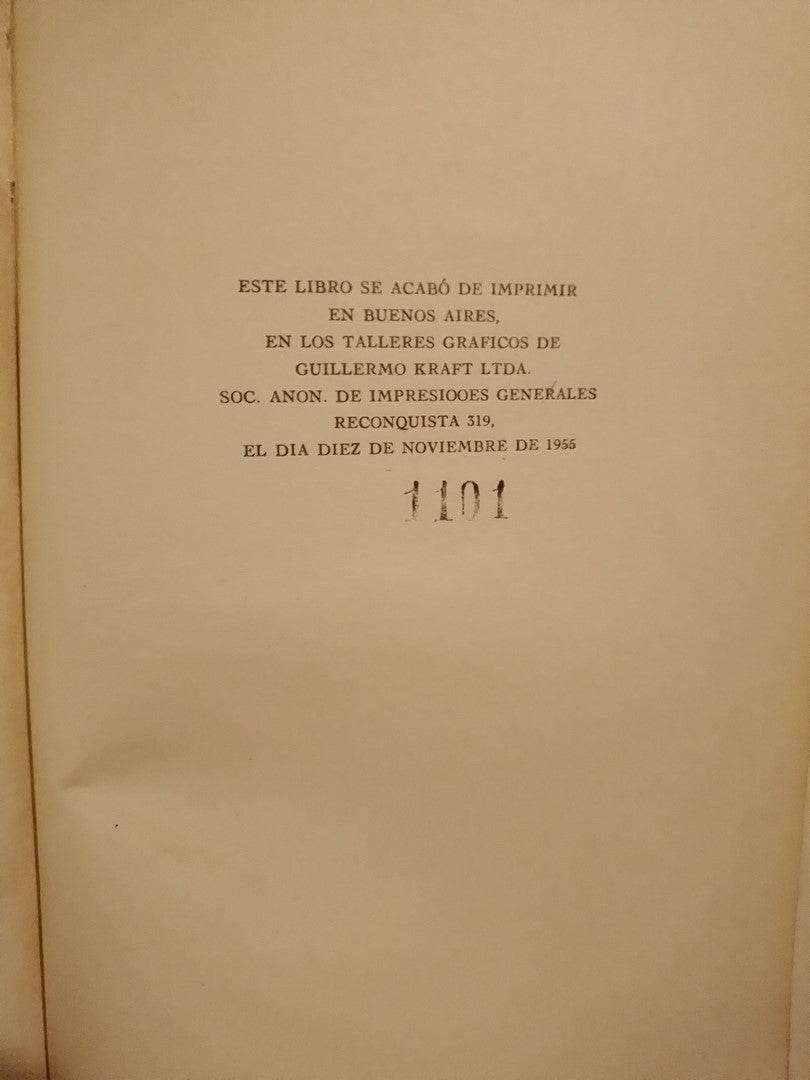 ESTE LIBRO SE ACABÓ DE IMPRIMIR
EN BUENOS AIRES,
EN LOS TALLERES GRAFICOS DE
GUILLERMO KRAFT LTDA.
SOC. ANON. DE IMPRESIOOES GENERALES
RECONQUISTA 319,
EL DIA DIEZ DE NOVIEMBRE DE 1955
1101